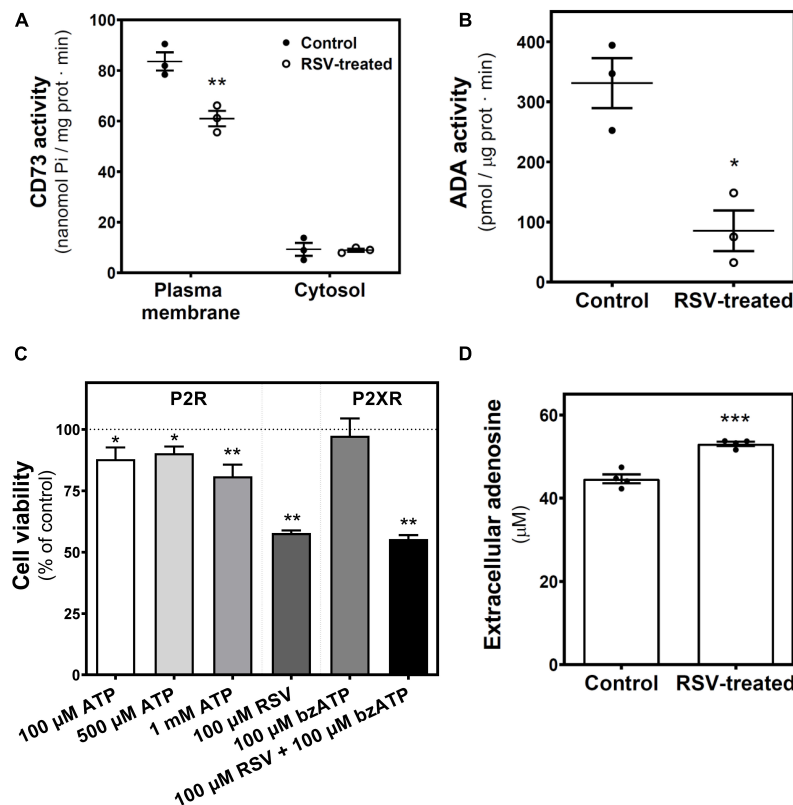 A
CD73 activity
(nanomol Pi / mg prot · min)
100
80
60
40
20
0
● Control
○ RSV-treated
**
Plasma
membrane
Cytosol
B
ADA activity
(pmol / µg prot · min)
400
300
200
100
0
*
Control
RSV-treated
C
Cell viability
(% of control)
P2R
P2XR
100
75
50
25
0
*
*
**
**
**
100 µM ATP
500 µM ATP
1 mM ATP
100 µM RSV
100 µM bzATP
100 µM RSV + 100 µM bzATP
D
Extracellular adenosine
(µM)
60
40
20
0
***
Control
RSV-treated